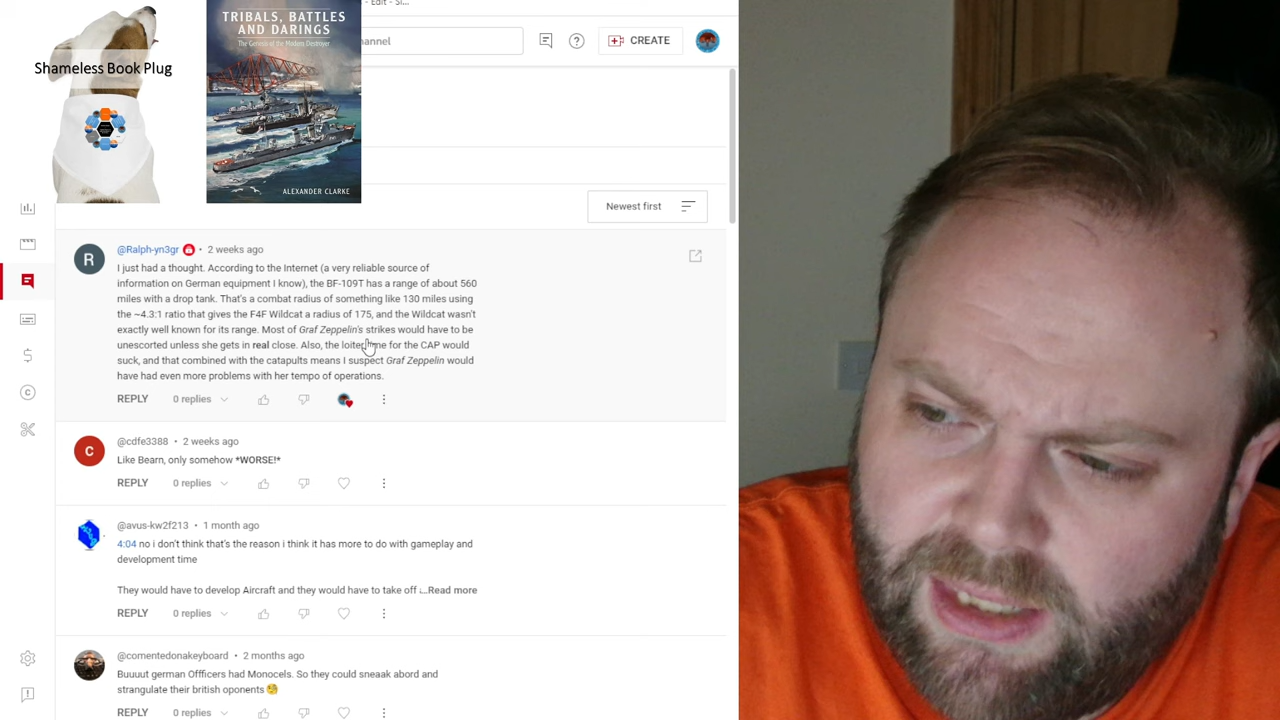 - Edit - Si...
TRIBALS, BATTLES
AND DARINGS
The Genesis of the Modern Destroyer
ALEXANDER CLARKE
Shameless Book Plug
hannel
CREATE
Newest first
@Ralph-yn3gr • 2 weeks ago
I just had a thought. According to the Internet (a very reliable source of
information on German equipment I know), the BF-109T has a range of about 560
miles with a drop tank. That's a combat radius of something like 130 miles using
the ~4.3:1 ratio that gives the F4F Wildcat a radius of 175, and the Wildcat wasn't
exactly well known for its range. Most of Graf Zeppelin's strikes would have to be
unescorted unless she gets in real close. Also, the loiter me for the CAP would
suck, and that combined with the catapults means I suspect Graf Zeppelin would
have had even more problems with her tempo of operations.
REPLY 0 replies
@cdfe3388 • 2 weeks ago
Like Bearn, only somehow *WORSE!*
REPLY 0 replies
@avus-kw2f213 • 1 month ago
4:04 no i don't think that's the reason i think it has more to do with gameplay and
development time
They would have to develop Aircraft and they would have to take off ...Read more
REPLY 0 replies
@comentedonakeyboard • 2 months ago
Buuuut german Offficers had Monocels. So they could sneaak abord and
strangulate their british oponents 🧐
REPLY 0 replies